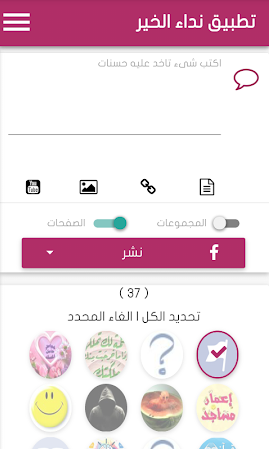 تطبيق نداء الخير
اكتب شىء تاخد عليه حسنات
You
Tube
المجموعات
الصفحات
نشر
f
( 37 )
تحديد الكل | الغاء المحدد
?
إعمار
مساجد
?